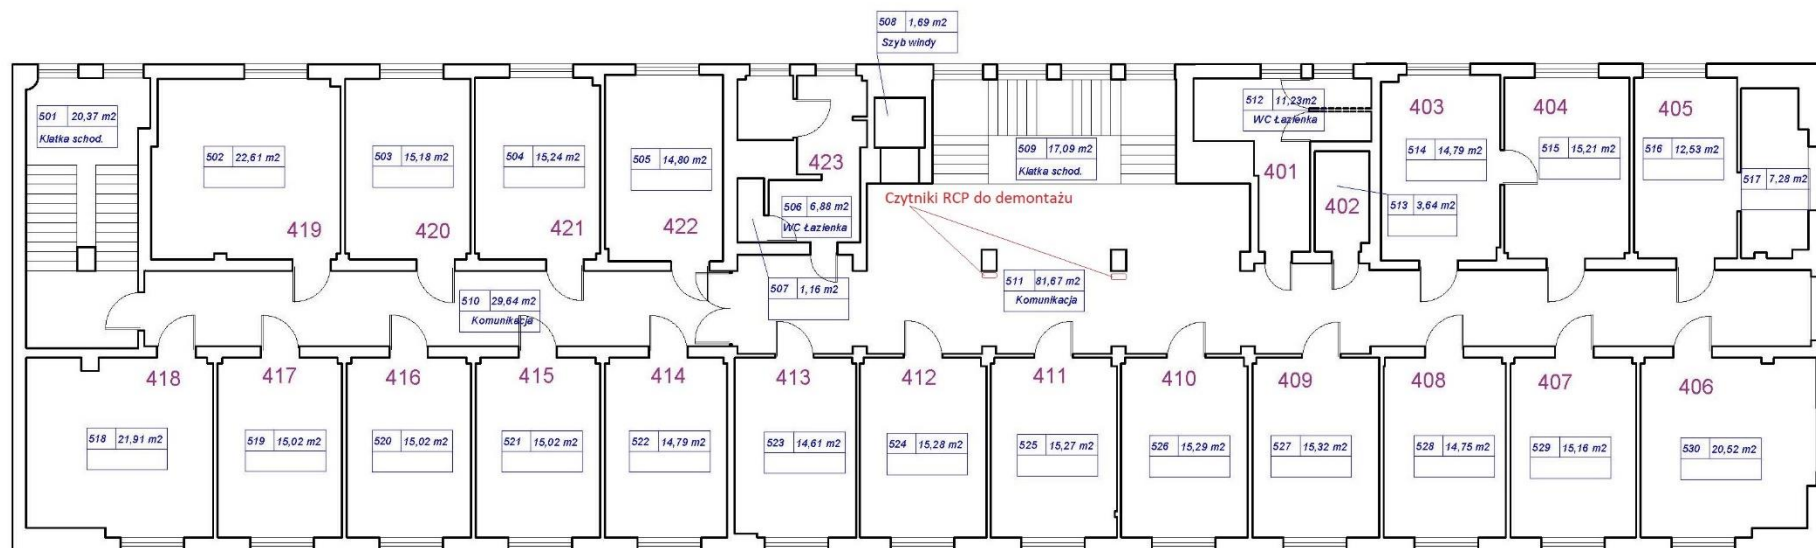 508 1,69 m2
Szyb windy
501 20,37 m2
Klatka schod.
502 22,61 m2
419
503 15,18 m2
420
504 15,24 m2
421
505 14,80 m2
422
423
506 6,88 m2
WC Łazienka
507 1,16 m2
509 17,09 m2
Klatka schod.
Czytniki RCP do demontażu
512 11,23m2
WC Łazienka
401
402
513 3,64 m2
403
514 14,79 m2
404
515 15,21 m2
405
516 12,53 m2
517 7,28 m2
510 29,64 m2
Komunikacja
511 81,67 m2
Komunikacja
418
518 21,91 m2
417
519 15,02 m2
416
520 15,02 m2
415
521 15,02 m2
414
522 14,79 m2
413
523 14,61 m2
412
524 15,28 m2
411
525 15,27 m2
410
526 15,29 m2
409
527 15,32 m2
408
528 14,75 m2
407
529 15,16 m2
406
530 20,52 m2